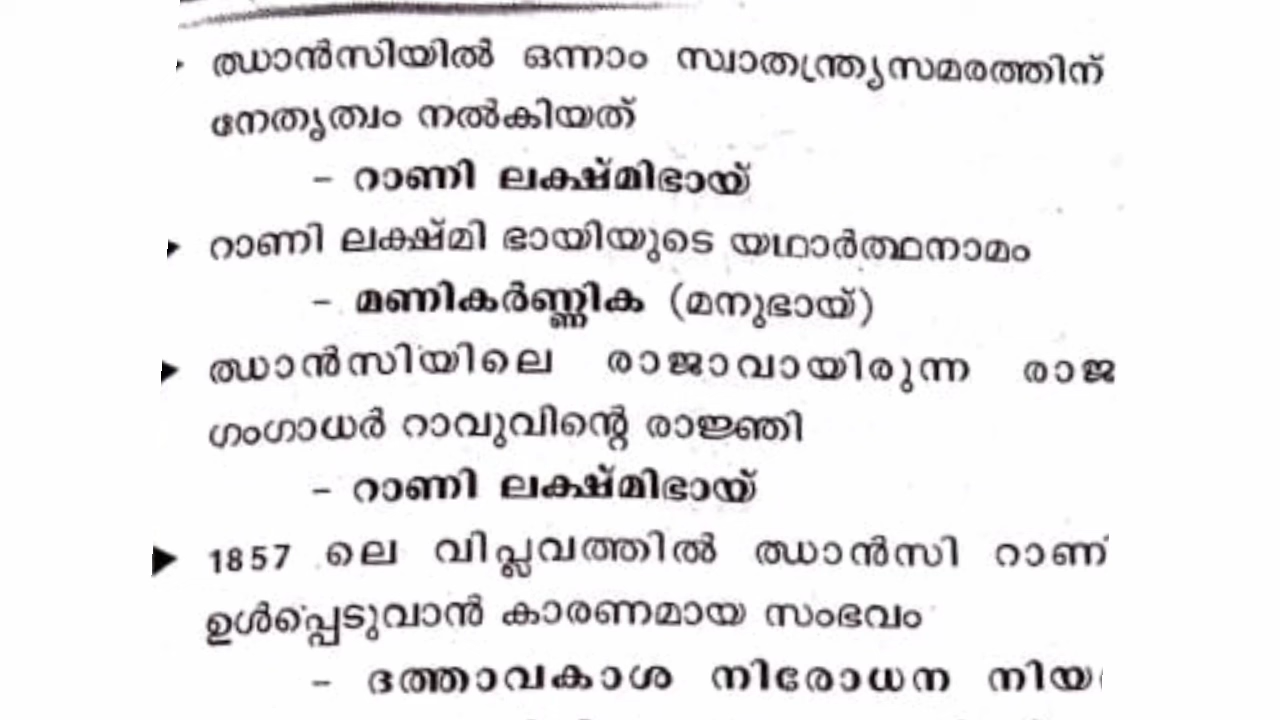 ഝാൻസിയിൽ ഒന്നാം സ്വാതന്ത്ര്യസമരത്തിന്
നേതൃത്വം നൽകിയത്
– റാണി ലക്ഷ്മിഭായ്
റാണി ലക്ഷ്മി ഭായിയുടെ യഥാർത്ഥനാമം
– മണികർണ്ണിക (മനുഭായ്)
ഝാൻസിയിലെ രാജാവായിരുന്ന രാജ
ഗംഗാധർ റാവുവിന്റെ രാജ്ഞി
– റാണി ലക്ഷ്മിഭായ്
1857 ലെ വിപ്ലവത്തിൽ ഝാൻസി റാണി
ഉൾപ്പെടുവാൻ കാരണമായ സംഭവം
– ദത്താവകാശ നിരോധന